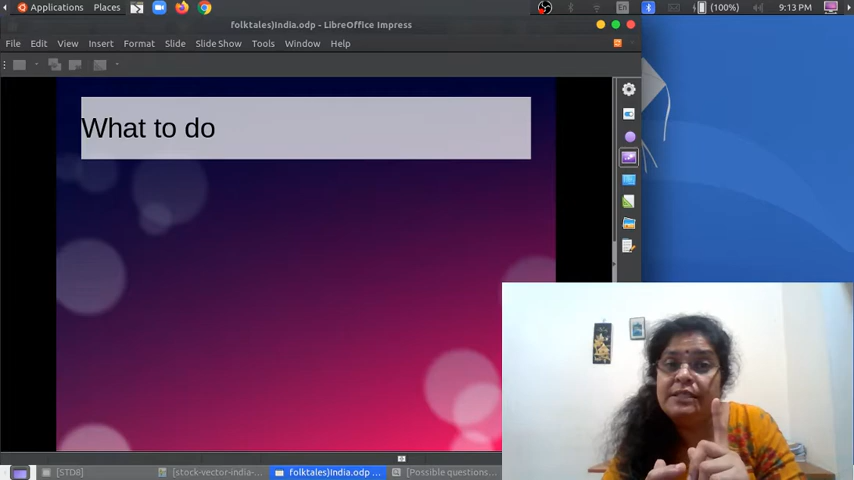 Applications Places En (100%) 9:13 PM
folktales)India.odp - LibreOffice Impress
File Edit View Insert Format Slide Slide Show Tools Window Help
What to do
[STD8] [stock-vector-india-... folktales)India.odp ... [Possible questions...